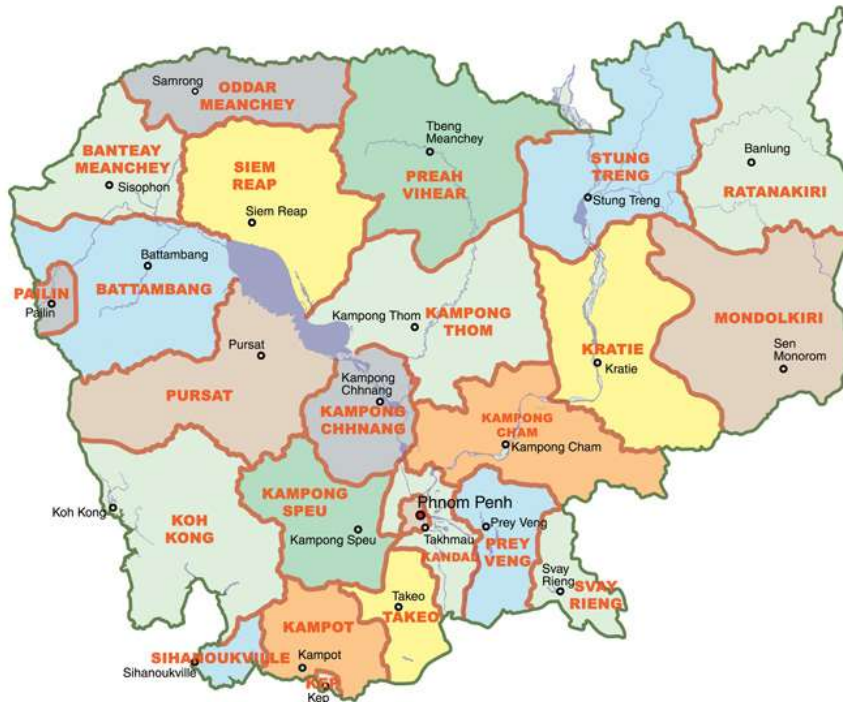 Samrong
ODDAR
MEANCHEY
Tbeng
Meanchey
PREAH
VIHEAR
STUNG
TRENG
Stung Treng
Banlung
RATANAKIRI
BANTEAY
MEANCHEY
Sisophon
SIEM
REAP
Siem Reap
Battambang
BATTAMBANG
PAILIN
Pailin
Kampong Thom
KAMPONG
THOM
KRATIE
Kratie
MONDOLKIRI
Sen
Monorom
Pursat
PURSAT
Kampong
Chhnang
KAMPONG
CHHNANG
KAMPONG
CHAM
Kampong Cham
Koh Kong
KOH
KONG
KAMPONG
SPEU
Kampong Speu
Phnom Penh
Takhmau
KANDAL
Prey Veng
PREY
VENG
Svay
Rieng
SVAY
RIENG
Takeo
TAKEO
KAMPOT
Kampot
SIHANOUKVILLE
Sihanoukville
KEP
Kep